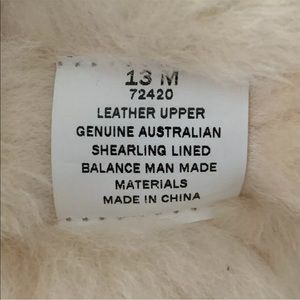 13 M
72420
LEATHER UPPER
GENUINE AUSTRALIAN
SHEARLING LINED
BALANCE MAN MADE
MATERIALS
MADE IN CHINA